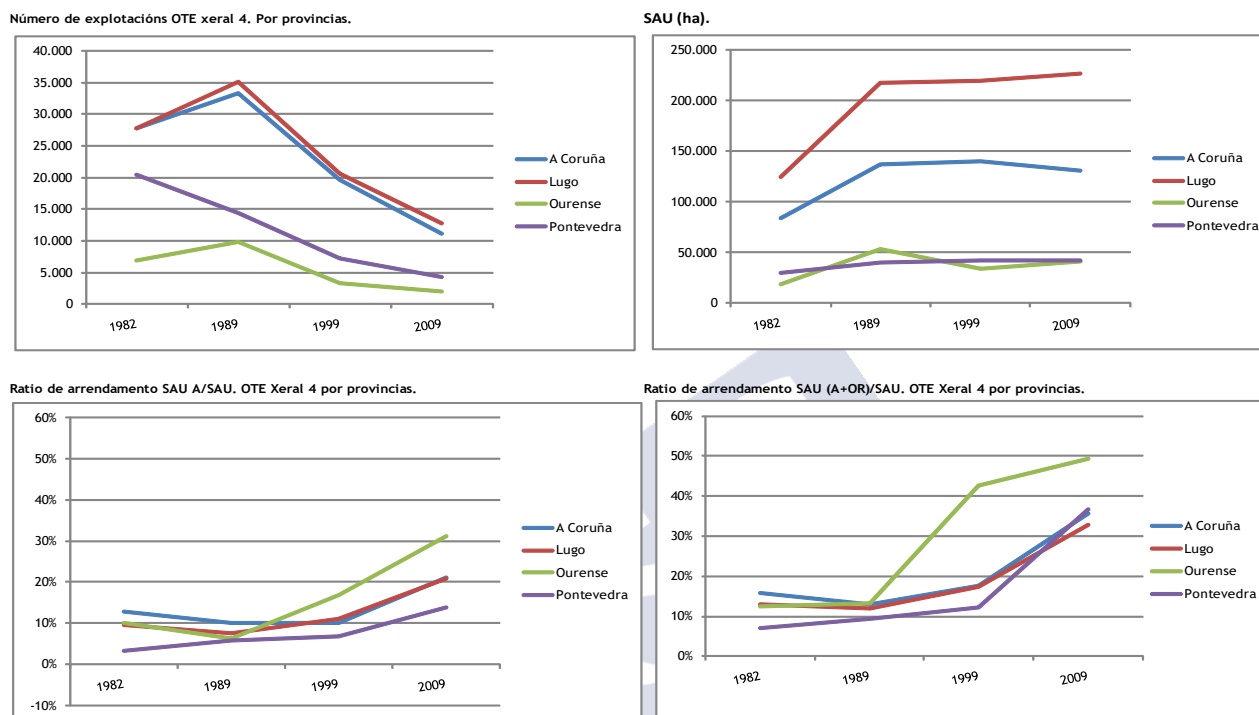 Número de explotacións OTE xeral 4. Por provincias.
40.000
35.000
30.000
25.000
20.000
15.000
10.000
5.000
0
1982
1989
1999
2009
A Coruña
Lugo
Ourense
Pontevedra
SAU (ha).
250.000
200.000
150.000
100.000
50.000
0
1982
1989
1999
2009
A Coruña
Lugo
Ourense
Pontevedra
Ratio de arrendamento SAU A/SAU. OTE Xeral 4 por provincias.
60%
50%
40%
30%
20%
10%
0%
-10%
1982
1989
1999
2009
A Coruña
Lugo
Ourense
Pontevedra
Ratio de arrendamento SAU (A+OR)/SAU. OTE Xeral 4 por provincias.
60%
50%
40%
30%
20%
10%
0%
1982
1989
1999
2009
A Coruña
Lugo
Ourense
Pontevedra